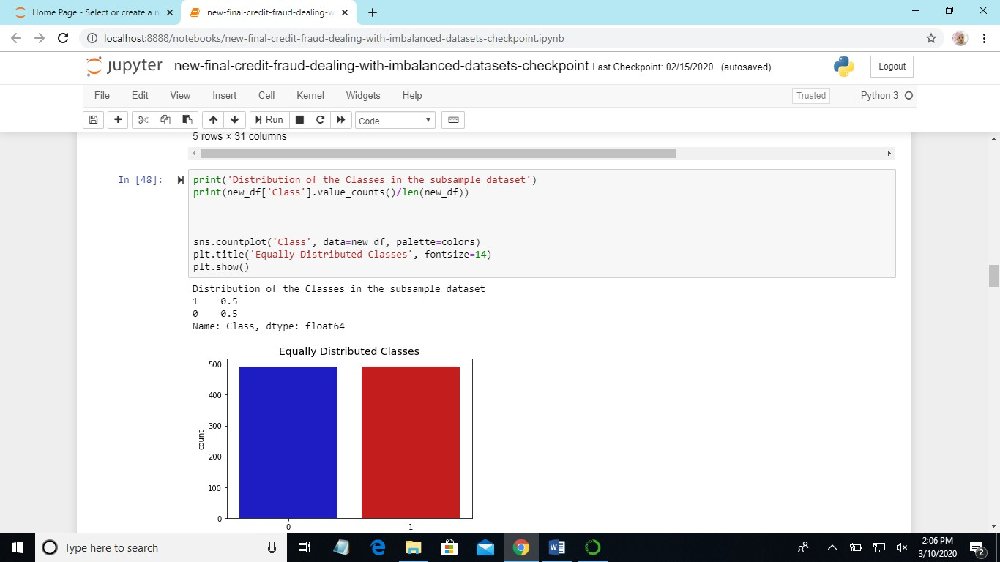 Home Page - Select or create a n
new-final-credit-fraud-dealing-w
localhost:8888/notebooks/new-final-credit-fraud-dealing-with-imbalanced-datasets-checkpoint.ipynb
jupyter new-final-credit-fraud-dealing-with-imbalanced-datasets-checkpoint Last Checkpoint: 02/15/2020 (autosaved)
Logout
File Edit View Insert Cell Kernel Widgets Help
Trusted
Python 3
Run
Code
5 rows × 31 columns
In [48]:
print('Distribution of the Classes in the subsample dataset')
print(new_df['Class'].value_counts()/len(new_df))
sns.countplot('Class', data=new_df, palette=colors)
plt.title('Equally Distributed Classes', fontsize=14)
plt.show()
Distribution of the Classes in the subsample dataset
1    0.5
0    0.5
Name: Class, dtype: float64
Equally Distributed Classes
500
400
300
200
100
0
count
0 1
Type here to search
2:06 PM
3/10/2020
2